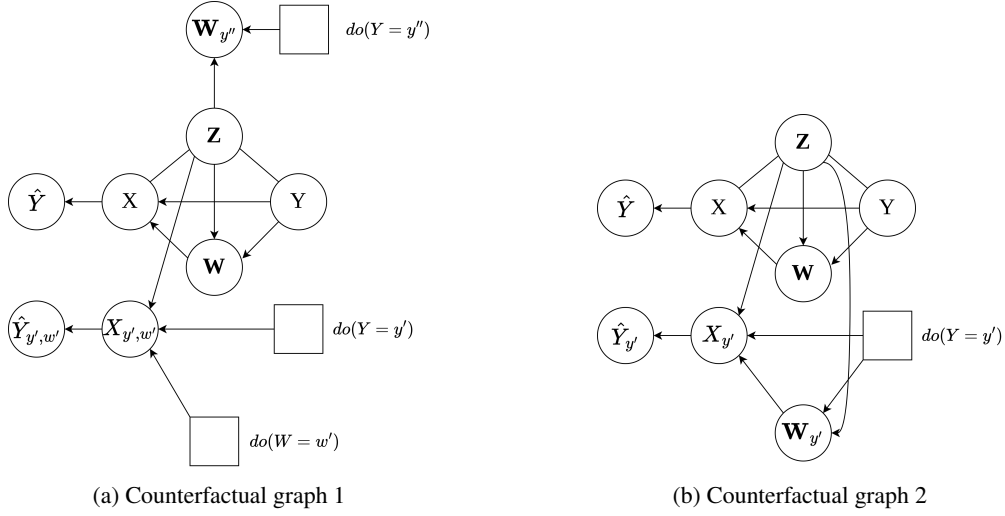 W_{y''} do(Y = y'')
Z Z
Ŷ X Y Ŷ X Y
W W
Ŷ_{y',w'} X_{y',w'} do(Y = y') Ŷ_{y'} X_{y'} do(Y = y')
do(W = w') W_{y'}
(a) Counterfactual graph 1 (b) Counterfactual graph 2